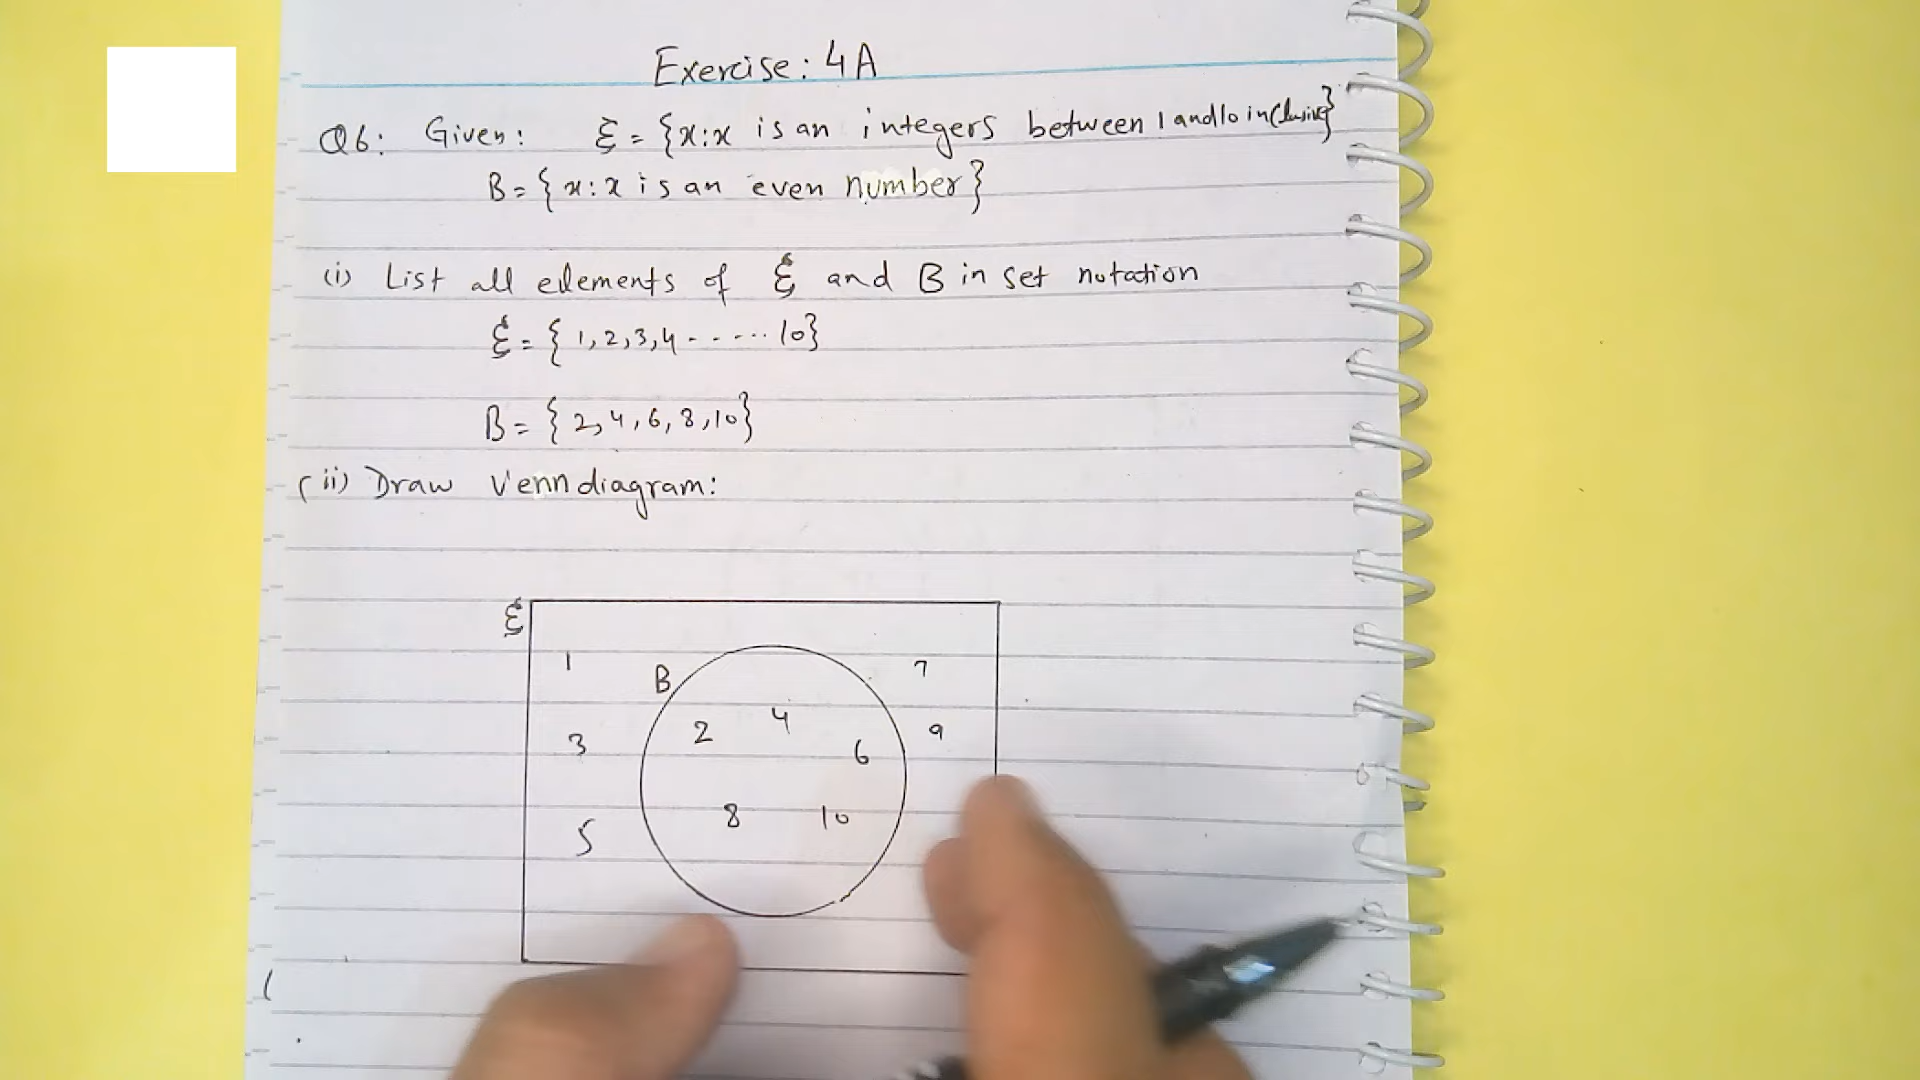 Exercise: 4A
Q6: Given: ξ = {x:x is an integers between 1 and 10 inclusive}
B = {x:x is an even number}
(i) List all elements of ξ and B in set notation
ξ = { 1, 2, 3, 4 - - - - - 10}
B = { 2, 4, 6, 8, 10}
(ii) Draw Venn diagram:
ξ
1 B 7
2 4 9
3 6
8 10
5
(